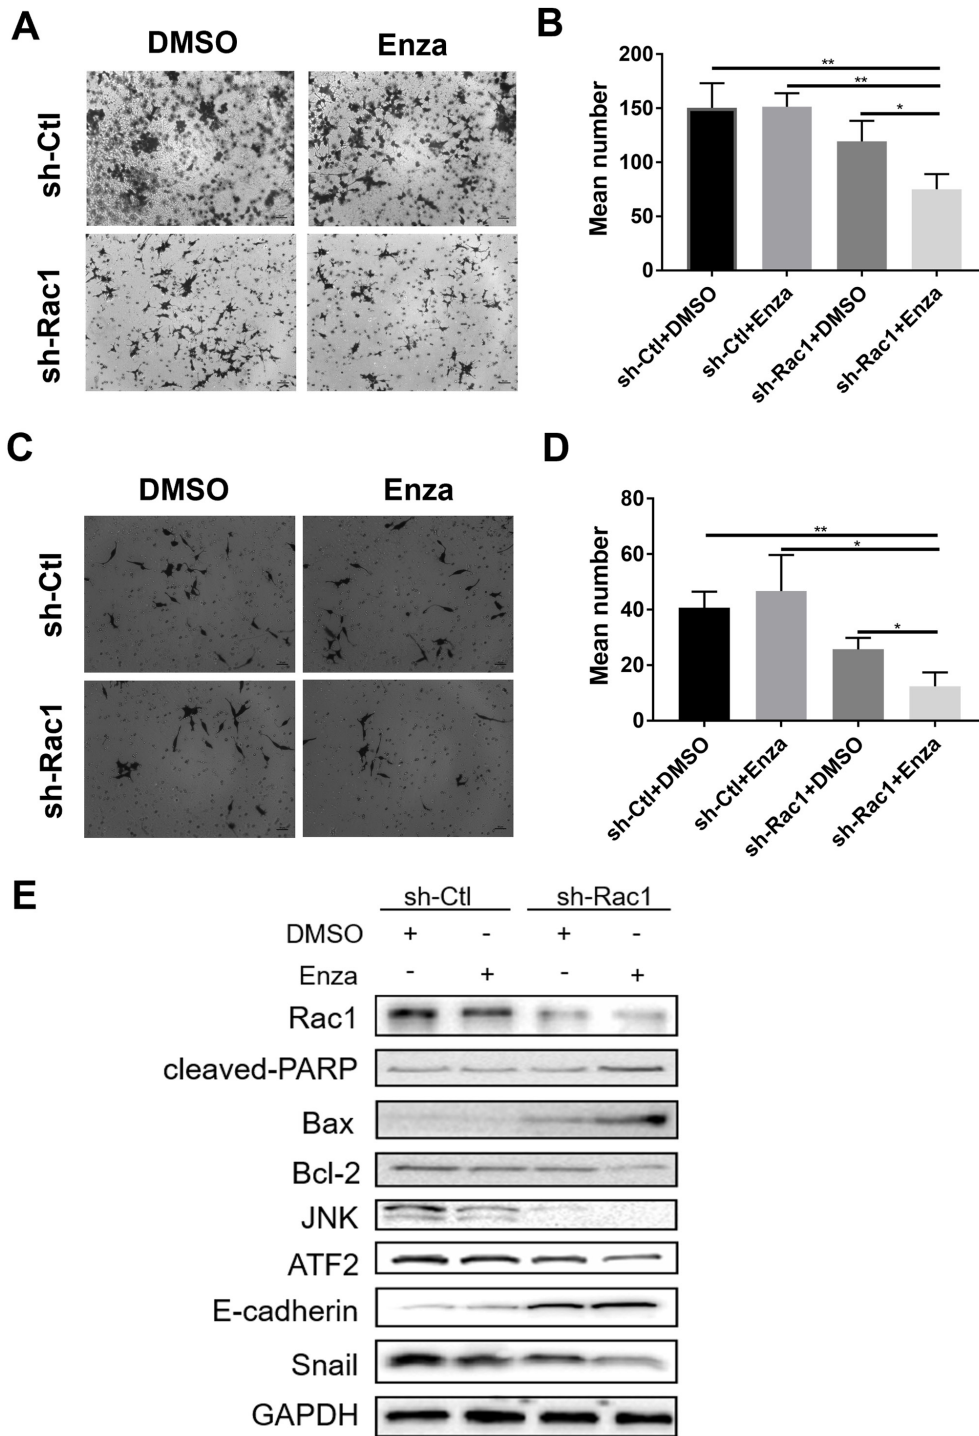 A
DMSO
Enza
sh-Ctl
sh-Rac1
B
Mean number
200
150
100
50
0
**
**
*
sh-Ctl+DMSO
sh-Ctl+Enza
sh-Rac1+DMSO
sh-Rac1+Enza
C
DMSO
Enza
sh-Ctl
sh-Rac1
D
Mean number
80
60
40
20
0
**
*
*
sh-Ctl+DMSO
sh-Ctl+Enza
sh-Rac1+DMSO
sh-Rac1+Enza
E
sh-Ctl sh-Rac1
DMSO + - + -
Enza - + - +
Rac1
cleaved-PARP
Bax
Bcl-2
JNK
ATF2
E-cadherin
Snail
GAPDH